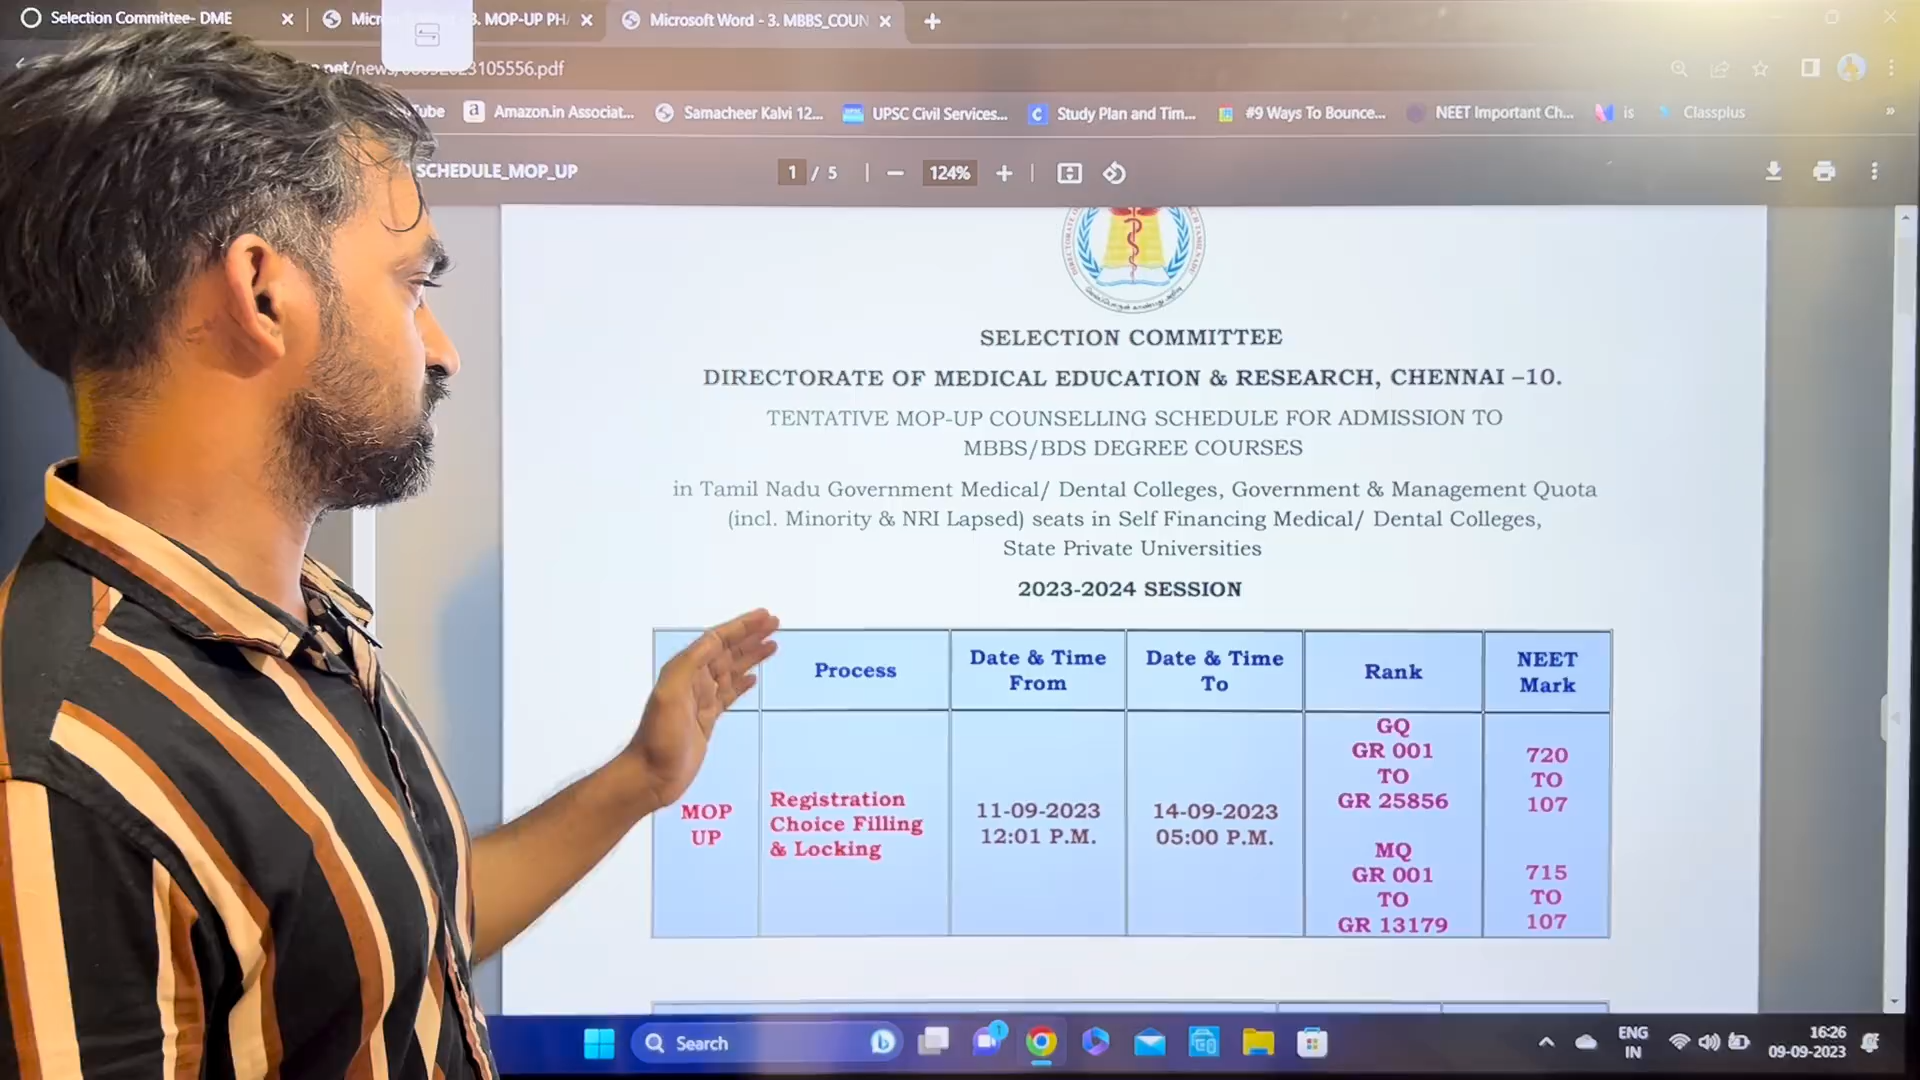 Selection Committee- DME
3. MOP-UP PH
Microsoft Word - 3. MBBS_COUN
Amazon.in Associat...
Samacheer Kalvi 12...
UPSC Civil Services...
Study Plan and Tim...
#9 Ways To Bounce...
NEET Important Ch...
is
Classplus
»
SCHEDULE_MOP_UP
1 / 5
124%
SELECTION COMMITTEE
DIRECTORATE OF MEDICAL EDUCATION & RESEARCH, CHENNAI –10.
TENTATIVE MOP-UP COUNSELLING SCHEDULE FOR ADMISSION TO
MBBS/BDS DEGREE COURSES
in Tamil Nadu Government Medical/ Dental Colleges, Government & Management Quota
(incl. Minority & NRI Lapsed) seats in Self Financing Medical/ Dental Colleges,
State Private Universities
2023-2024 SESSION
Process
Date & Time
From
Date & Time
To
Rank
NEET
Mark
MOP
UP
Registration
Choice Filling
& Locking
11-09-2023
12:01 P.M.
14-09-2023
05:00 P.M.
GQ
GR 001
TO
GR 25856
MQ
GR 001
TO
GR 13179
720
TO
107
715
TO
107
Search
1
ENG
IN
16:26
09-09-2023